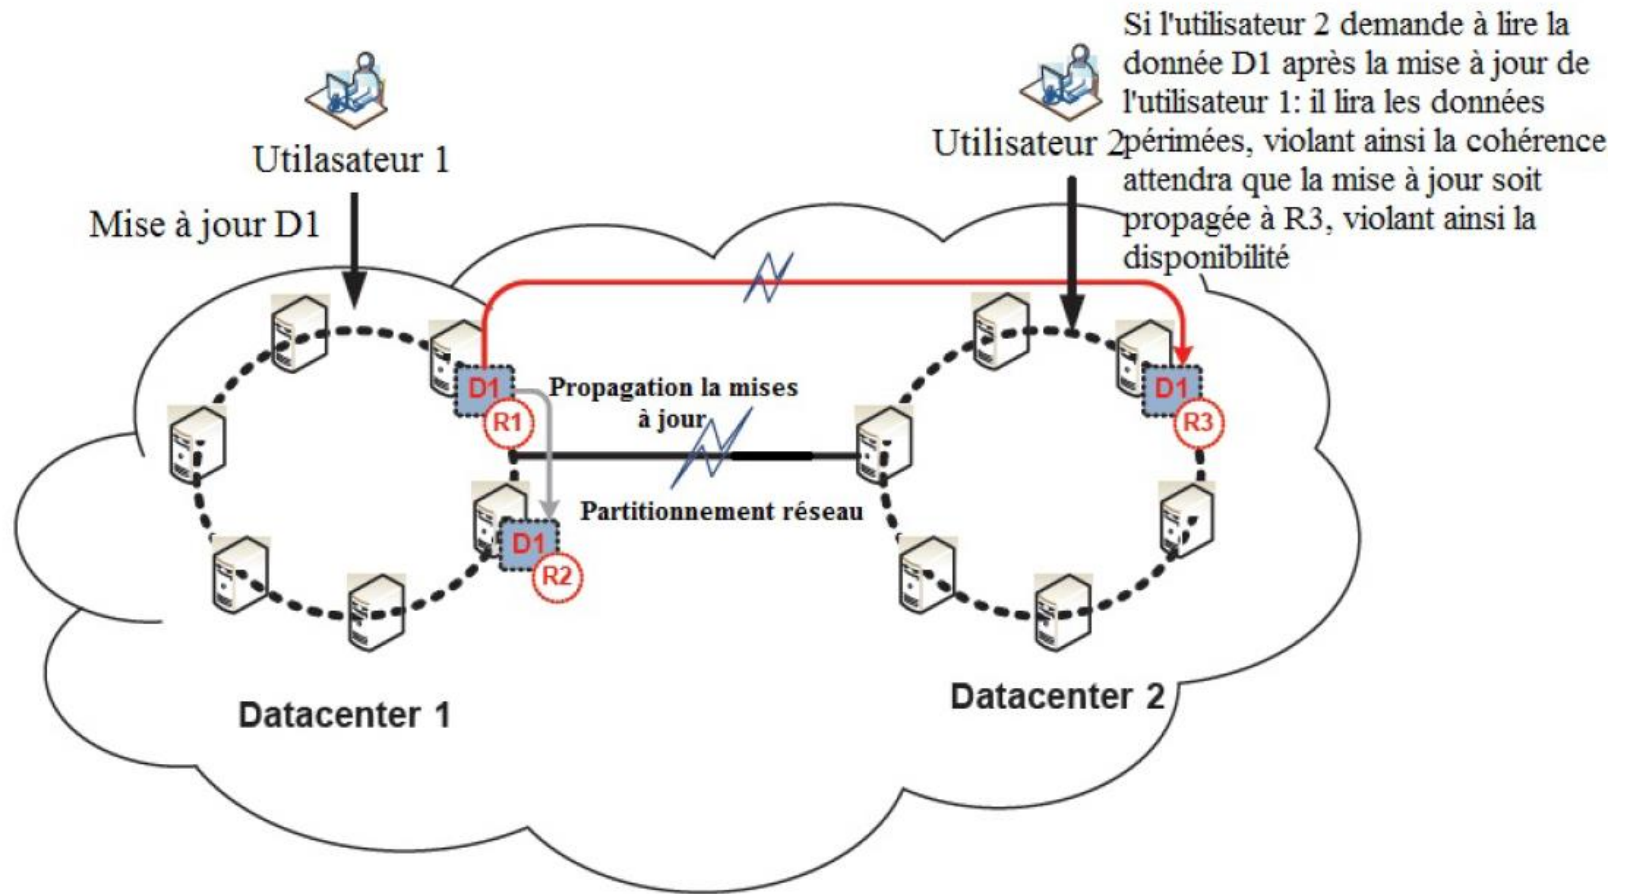 Si l'utilisateur 2 demande à lire la
donnée D1 après la mise à jour de
l'utilisateur 1: il lira les données
périmées, violant ainsi la cohérence
attendra que la mise à jour soit
propagée à R3, violant ainsi la
disponibilité
Utilasateur 1
Utilisateur 2
Mise à jour D1
D1
R1
Propagation la mises
à jour
D1
R3
Partitionnement réseau
D1
R2
Datacenter 1
Datacenter 2